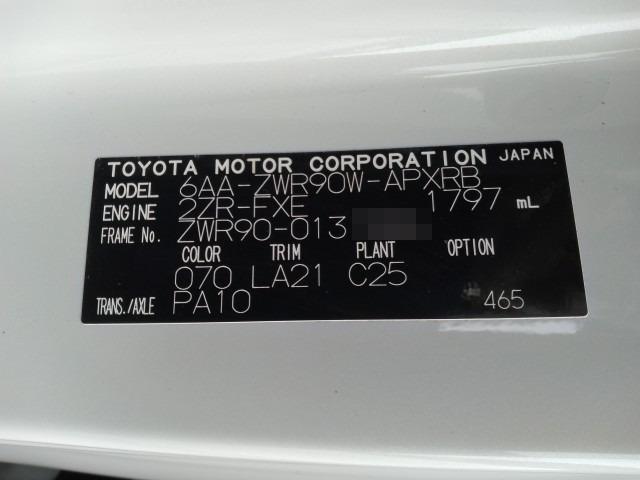 TOYOTA MOTOR CORPORATION JAPAN
MODEL 6AA-ZWR90W-APXRB
ENGINE 2ZR-FXE 1797 mL
FRAME No. ZWR90-013
COLOR TRIM PLANT OPTION
070 LA21 C25
TRANS./AXLE PA10 465